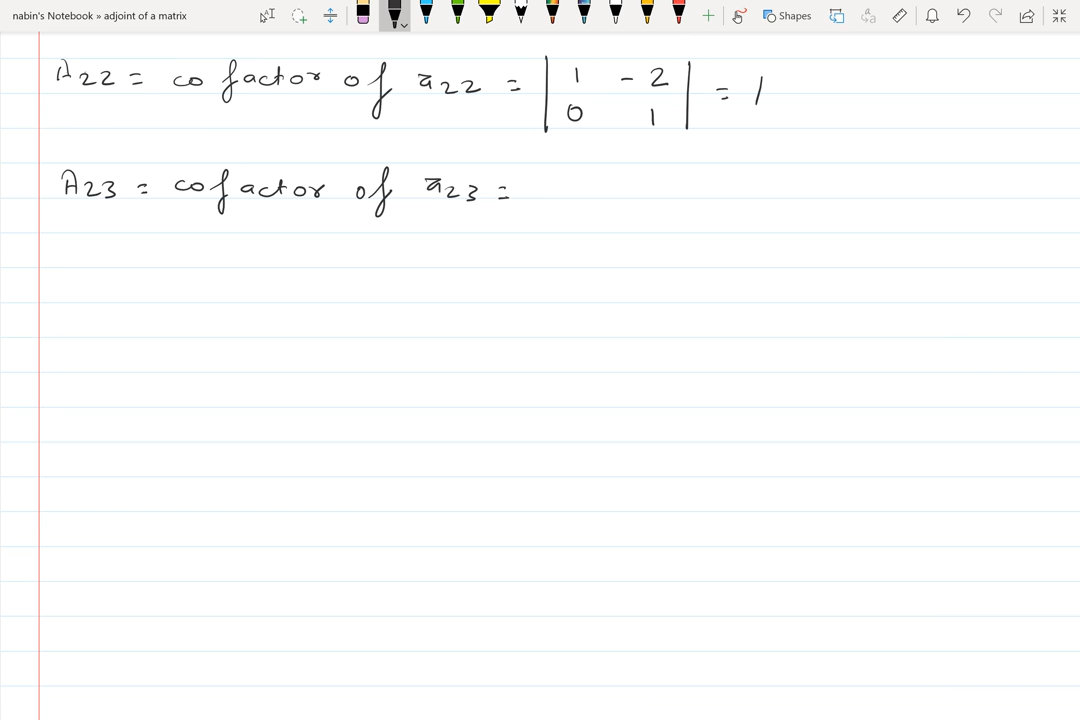 nabin's Notebook » adjoint of a matrix Shapes
A22 = cofactor of a22 = | 1 -2 | = 1
0 1
A23 = cofactor of a23 =